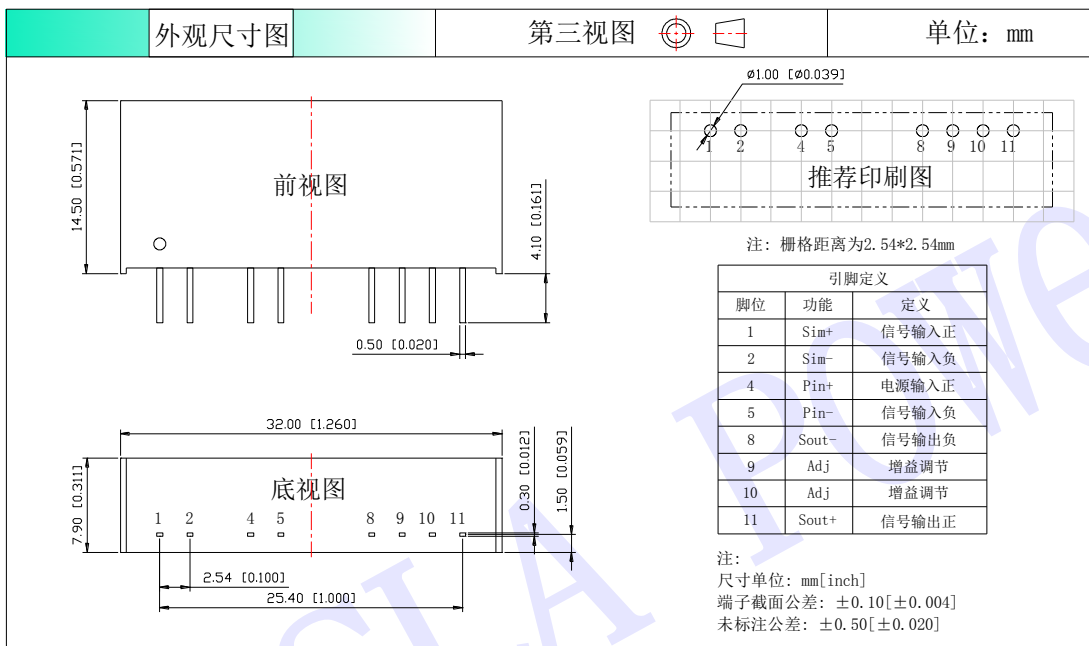 外观尺寸图 第三视图 单位: mm
14.50 [0.571]
前视图
4.10 [0.161]
0.50 [0.020]
ø1.00 [ø0.039]
1 2 4 5 8 9 10 11
推荐印刷图
注: 栅格距离为2.54*2.54mm
32.00 [1.260]
7.90 [0.311]
底视图
1 2 4 5 8 9 10 11
0.30 [0.012]
1.50 [0.059]
2.54 [0.100]
25.40 [1.000]
引脚定义
脚位 功能 定义
1 Sim+ 信号输入正
2 Sim- 信号输入负
4 Pin+ 电源输入正
5 Pin- 信号输入负
8 Sout- 信号输出负
9 Adj 增益调节
10 Adj 增益调节
11 Sout+ 信号输出正
注:
尺寸单位: mm[inch]
端子截面公差: ±0.10[±0.004]
未标注公差: ±0.50[±0.020]